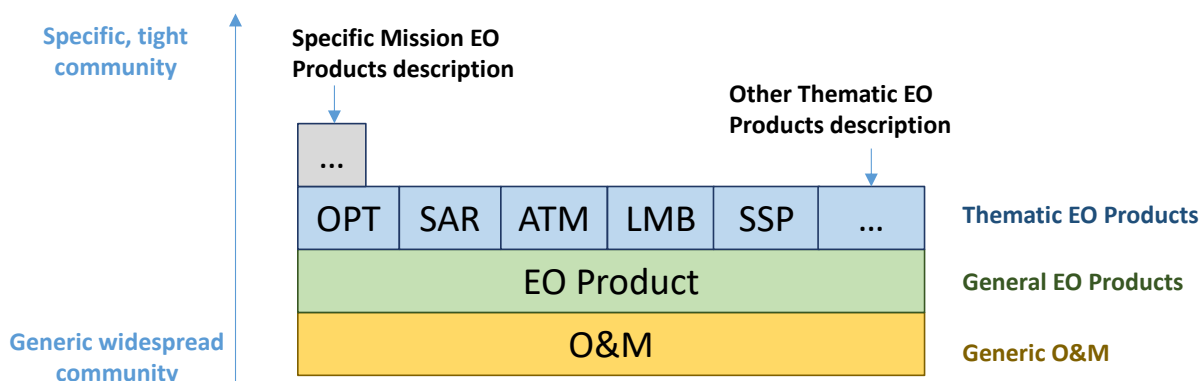 Specific, tight
community
Specific Mission EO
Products description
Other Thematic EO
Products description
...
OPT
SAR
ATM
LMB
SSP
...
Thematic EO Products
EO Product
General EO Products
Generic widespread
community
O&M
Generic O&M